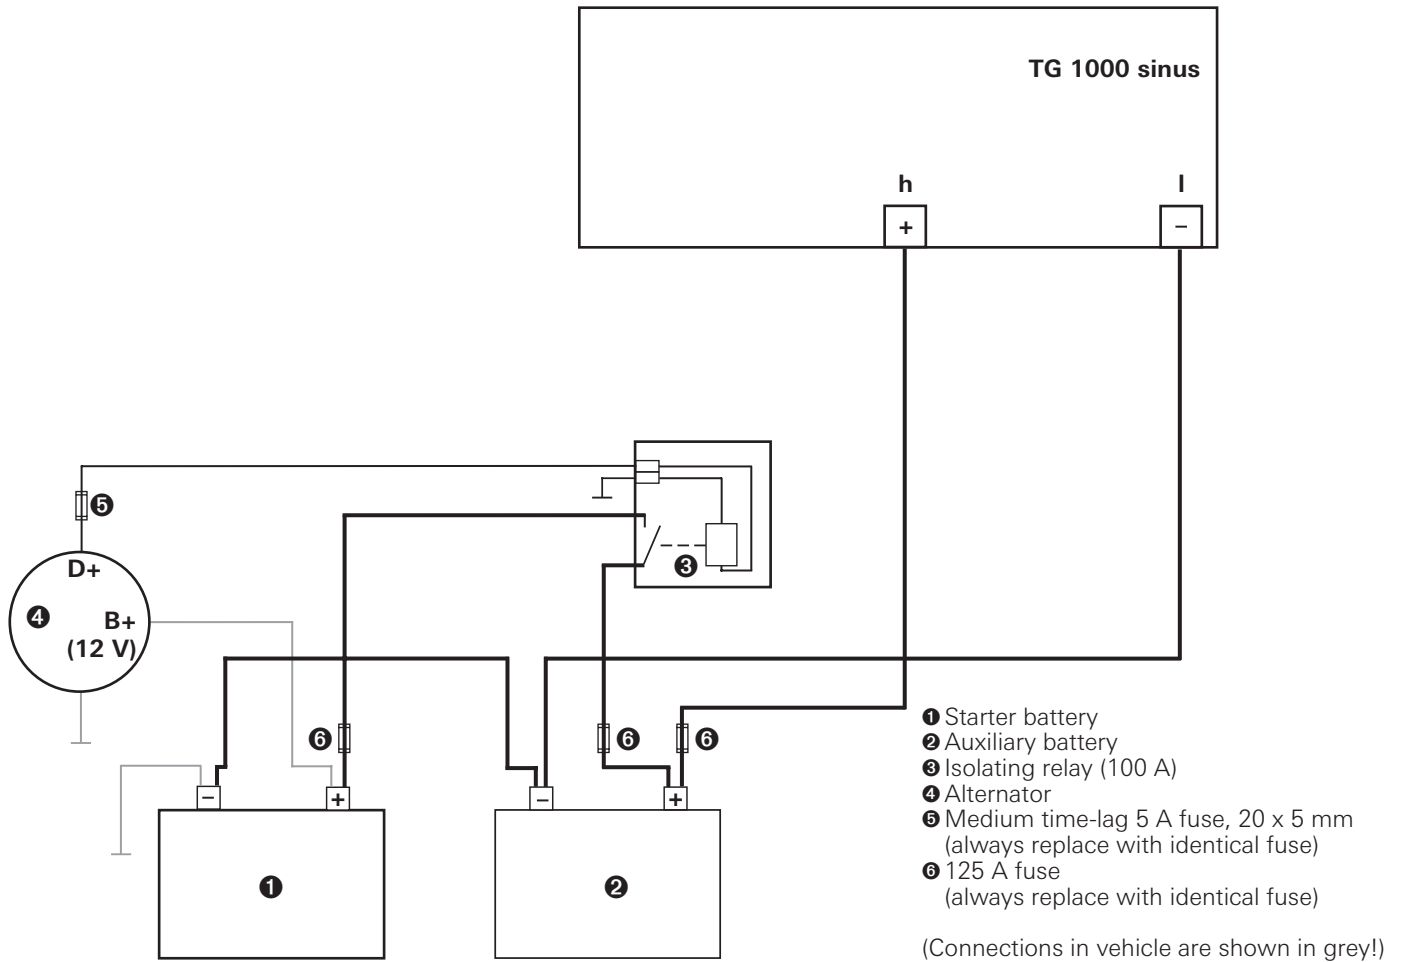 TG 1000 sinus
h
l
+
−
❺
D+
❸
❹
B+
(12 V)
❻
❻
❻
−
+
−
+
❶
❷
❶ Starter battery
❷ Auxiliary battery
❸ Isolating relay (100 A)
❹ Alternator
❺ Medium time-lag 5 A fuse, 20 x 5 mm
(always replace with identical fuse)
❻ 125 A fuse
(always replace with identical fuse)
(Connections in vehicle are shown in grey!)